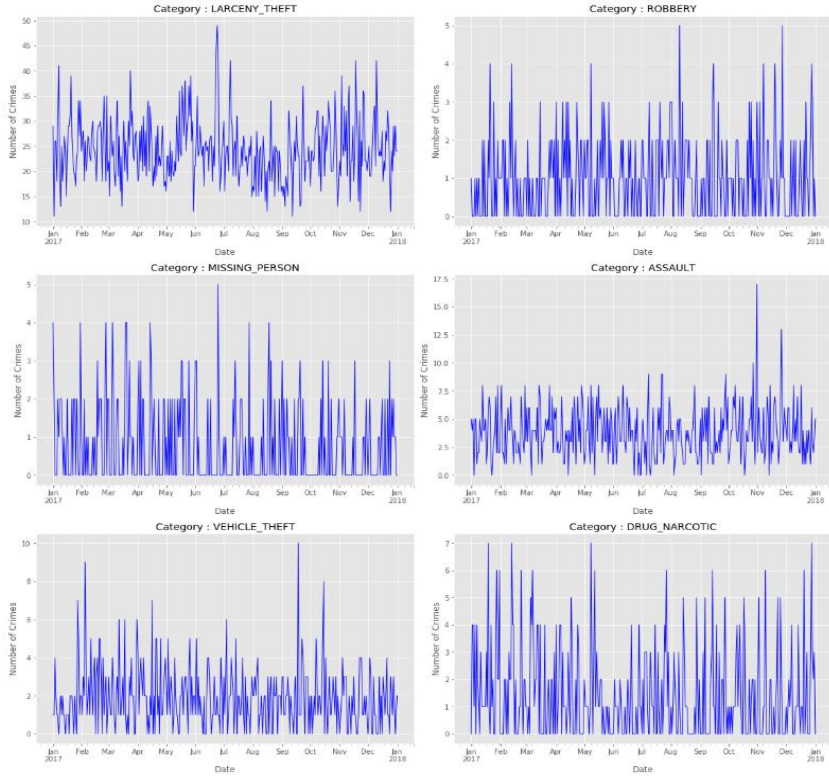 Category : LARCENY_THEFT
50
45
40
35
30
25
20
15
10
Number of Crimes
Jan Feb Mar Apr May Jun Jul Aug Sep Oct Nov Dec Jan
2017 2018
Date
Category : ROBBERY
5
4
3
2
1
0
Number of Crimes
Jan Feb Mar Apr May Jun Jul Aug Sep Oct Nov Dec Jan
2017 2018
Date
Category : MISSING_PERSON
5
4
3
2
1
0
Number of Crimes
Jan Feb Mar Apr May Jun Jul Aug Sep Oct Nov Dec Jan
2017 2018
Date
Category : ASSAULT
17.5
15.0
12.5
10.0
7.5
5.0
2.5
0.0
Number of Crimes
Jan Feb Mar Apr May Jun Jul Aug Sep Oct Nov Dec Jan
2017 2018
Date
Category : VEHICLE_THEFT
10
8
6
4
2
0
Number of Crimes
Jan Feb Mar Apr May Jun Jul Aug Sep Oct Nov Dec Jan
2017 2018
Date
Category : DRUG_NARCOTIC
7
6
5
4
3
2
1
0
Number of Crimes
Jan Feb Mar Apr May Jun Jul Aug Sep Oct Nov Dec Jan
2017 2018
Date